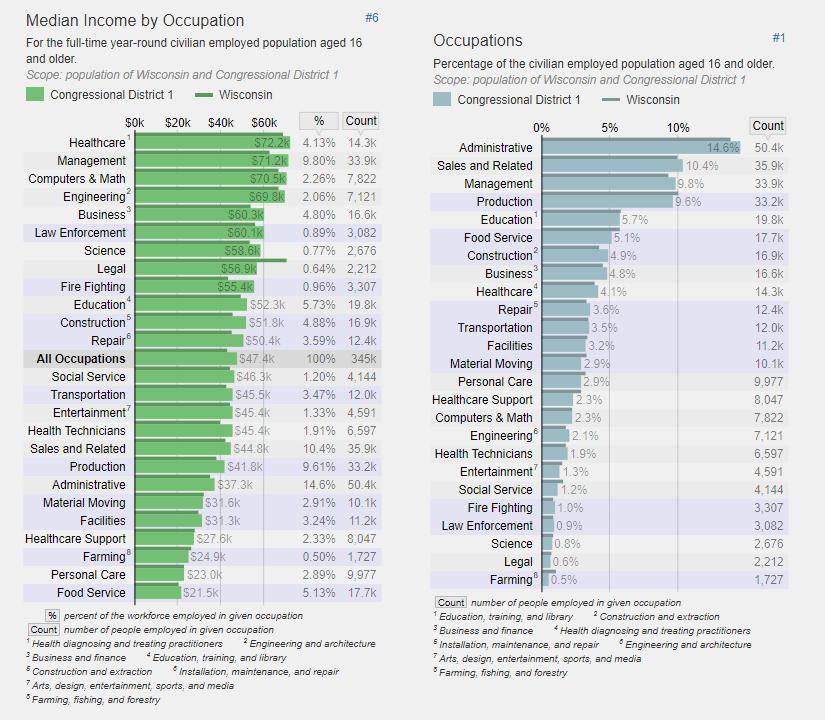 Median Income by Occupation
#6
For the full-time year-round civilian employed population aged 16
and older.
Scope: population of Wisconsin and Congressional District 1
Congressional District 1 Wisconsin
$0k $20k $40k $60k % Count
Healthcare1 $72.2k 4.13% 14.3k
Management $71.2k 9.80% 33.9k
Computers & Math $70.5k 2.26% 7,822
Engineering2 $69.8k 2.06% 7,121
Business3 $60.3k 4.80% 16.6k
Law Enforcement $60.1k 0.89% 3,082
Science $58.6k 0.77% 2,676
Legal $56.9k 0.64% 2,212
Fire Fighting $55.4k 0.96% 3,307
Education4 $52.3k 5.73% 19.8k
Construction5 $51.8k 4.88% 16.9k
Repair6 $50.4k 3.59% 12.4k
All Occupations $47.4k 100% 345k
Social Service $46.3k 1.20% 4,144
Transportation $45.5k 3.47% 12.0k
Entertainment7 $45.4k 1.33% 4,591
Health Technicians $45.4k 1.91% 6,597
Sales and Related $44.8k 10.4% 35.9k
Production $41.8k 9.61% 33.2k
Administrative $37.3k 14.6% 50.4k
Material Moving $31.6k 2.91% 10.1k
Facilities $31.3k 3.24% 11.2k
Healthcare Support $27.6k 2.33% 8,047
Farming8 $24.9k 0.50% 1,727
Personal Care $23.0k 2.89% 9,977
Food Service $21.5k 5.13% 17.7k
% percent of the workforce employed in given occupation
Count number of people employed in given occupation
1 Health diagnosing and treating practitioners 2 Engineering and architecture
3 Business and finance 4 Education, training, and library
5 Construction and extraction 6 Installation, maintenance, and repair
7 Arts, design, entertainment, sports, and media
8 Farming, fishing, and forestry
Occupations
#1
Percentage of the civilian employed population aged 16 and older.
Scope: population of Wisconsin and Congressional District 1
Congressional District 1 Wisconsin
0% 5% 10% Count
Administrative 14.6% 50.4k
Sales and Related 10.4% 35.9k
Management 9.8% 33.9k
Production 9.6% 33.2k
Education1 5.7% 19.8k
Food Service 5.1% 17.7k
Construction2 4.9% 16.9k
Business3 4.8% 16.6k
Healthcare4 4.1% 14.3k
Repair5 3.6% 12.4k
Transportation 3.5% 12.0k
Facilities 3.2% 11.2k
Material Moving 2.9% 10.1k
Personal Care 2.9% 9,977
Healthcare Support 2.3% 8,047
Computers & Math 2.3% 7,822
Engineering6 2.1% 7,121
Health Technicians 1.9% 6,597
Entertainment7 1.3% 4,591
Social Service 1.2% 4,144
Fire Fighting 1.0% 3,307
Law Enforcement 0.9% 3,082
Science 0.8% 2,676
Legal 0.6% 2,212
Farming8 0.5% 1,727
Count number of people employed in given occupation
1 Education, training, and library 2 Construction and extraction
3 Business and finance 4 Health diagnosing and treating practitioners
5 Installation, maintenance, and repair 6 Engineering and architecture
7 Arts, design, entertainment, sports, and media
8 Farming, fishing, and forestry